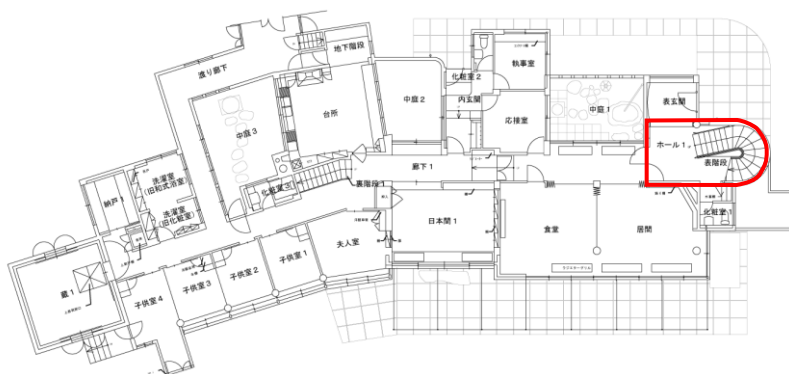 渡り廊下
地下階段
台所
化粧室2
執事室
中庭2
内玄関
中庭1
表玄関
中庭3
応接室
ホール1
表階段
洗濯室
(旧和式浴室)
廊下1
化粧室3
裏階段1
納戸1
洗濯室
(旧化粧室)
化粧室1
日本間1
夫人室
食堂
居間
子供室1
子供室2
子供室3
子供室4
蔵1